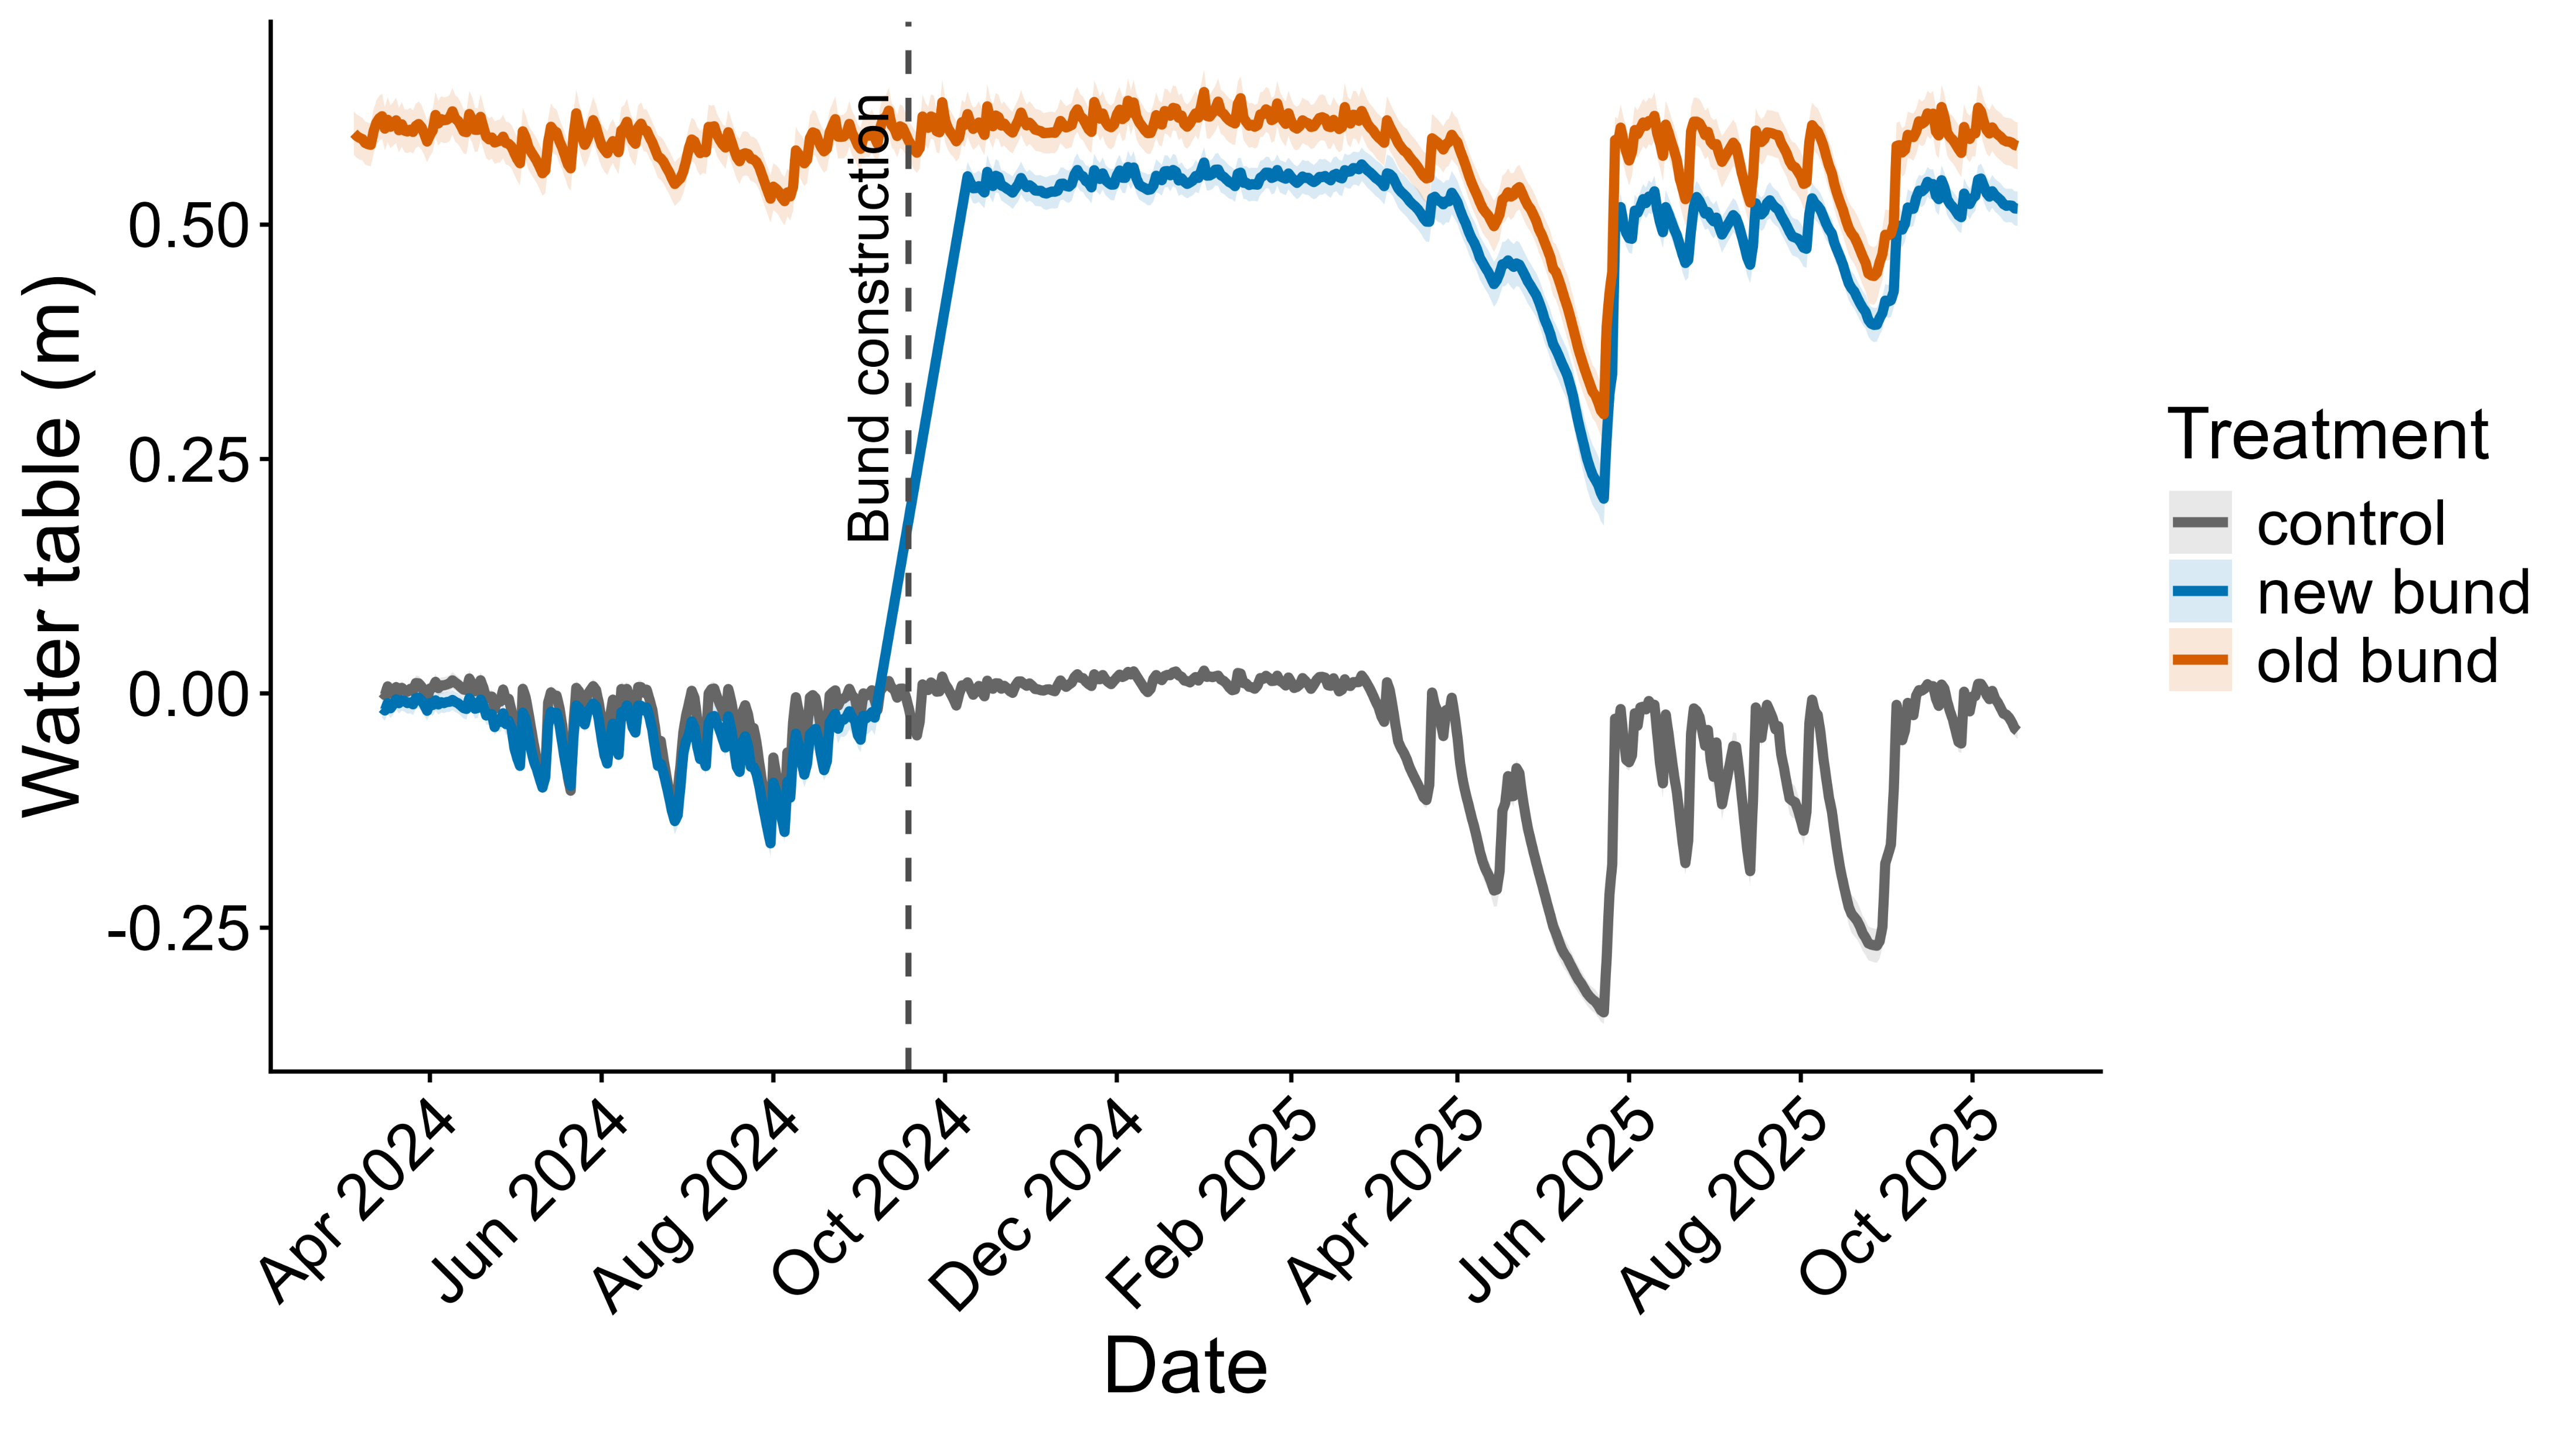 Water table (m)
0.50
0.25
0.00
-0.25
Bund construction
Apr 2024
Jun 2024
Aug 2024
Oct 2024
Dec 2024
Feb 2025
Apr 2025
Jun 2025
Aug 2025
Oct 2025
Date
Treatment
control
new bund
old bund